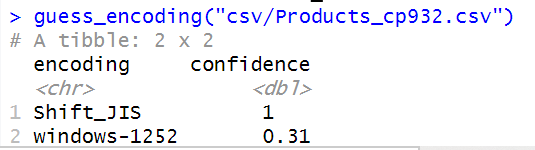 > guess_encoding("csv/Products_cp932.csv")
# A tibble: 2 x 2
  encoding     confidence
  <chr>             <dbl>
1 Shift_JIS          1
2 windows-1252       0.31